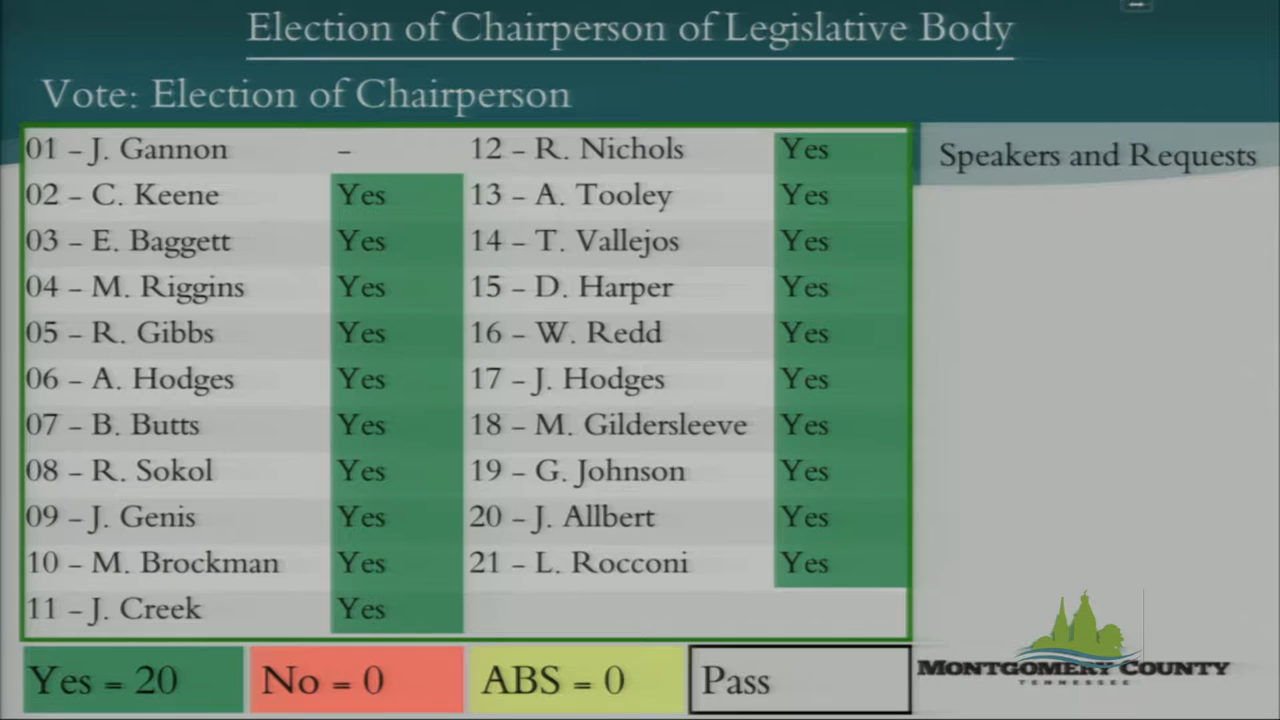 Election of Chairperson of Legislative Body
Vote: Election of Chairperson
01 - J. Gannon -
02 - C. Keene Yes
03 - E. Baggett Yes
04 - M. Riggins Yes
05 - R. Gibbs Yes
06 - A. Hodges Yes
07 - B. Butts Yes
08 - R. Sokol Yes
09 - J. Genis Yes
10 - M. Brockman Yes
11 - J. Creek Yes
12 - R. Nichols Yes
13 - A. Tooley Yes
14 - T. Vallejos Yes
15 - D. Harper Yes
16 - W. Redd Yes
17 - J. Hodges Yes
18 - M. Gildersleeve Yes
19 - G. Johnson Yes
20 - J. Allbert Yes
21 - L. Rocconi Yes
Yes = 20
No = 0
ABS = 0
Pass
Speakers and Requests
MONTGOMERY COUNTY
TENNESSEE